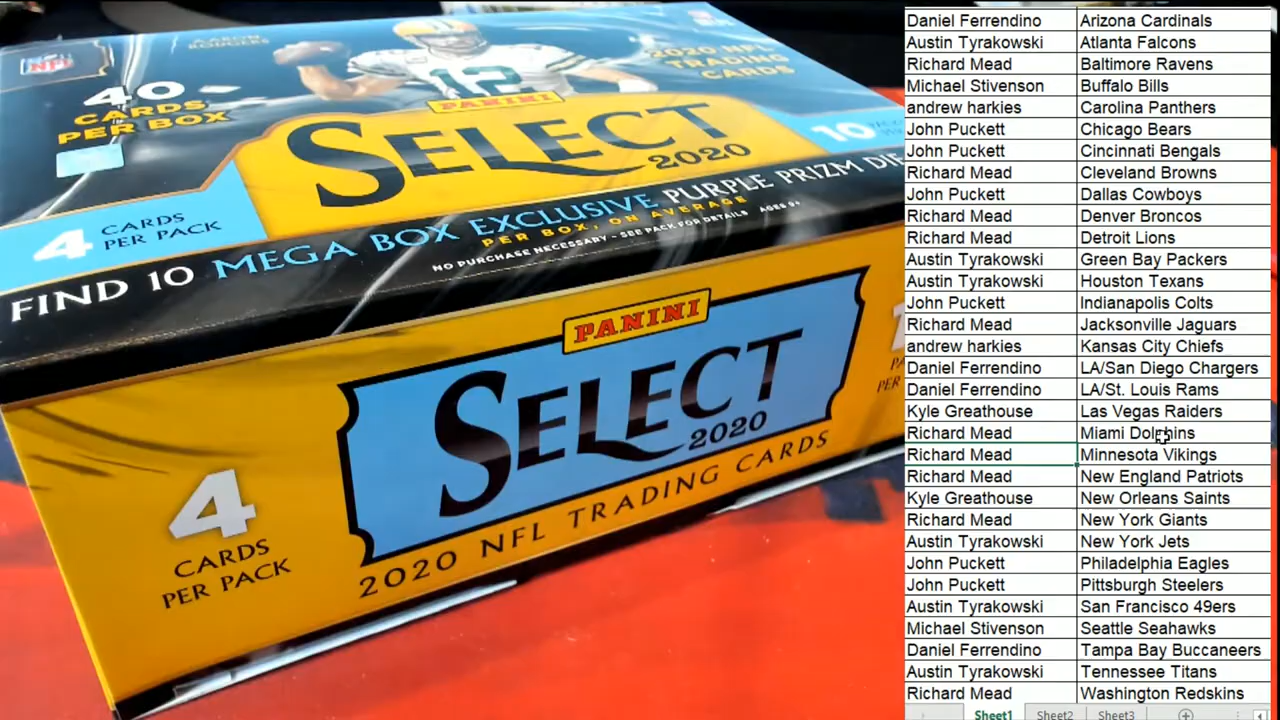 NFL
AARON RODGERS
12
2020 NFL
TRADING
CARDS
40
CARDS
PER BOX
PANINI
SELECT
2020
10
4 CARDS
PER PACK
FIND 10 MEGA BOX EXCLUSIVE PURPLE PRIZM DIE
PER BOX, ON AVERAGE
NO PURCHASE NECESSARY - SEE PACK FOR DETAILS AGES 9+
PANINI
SELECT
2020
2020 NFL TRADING CARDS
4
CARDS
PER PACK
Daniel Ferrendino Arizona Cardinals
Austin Tyrakowski Atlanta Falcons
Richard Mead Baltimore Ravens
Michael Stivenson Buffalo Bills
andrew harkies Carolina Panthers
John Puckett Chicago Bears
John Puckett Cincinnati Bengals
Richard Mead Cleveland Browns
John Puckett Dallas Cowboys
Richard Mead Denver Broncos
Richard Mead Detroit Lions
Austin Tyrakowski Green Bay Packers
Austin Tyrakowski Houston Texans
John Puckett Indianapolis Colts
Richard Mead Jacksonville Jaguars
andrew harkies Kansas City Chiefs
Daniel Ferrendino LA/San Diego Chargers
Daniel Ferrendino LA/St. Louis Rams
Kyle Greathouse Las Vegas Raiders
Richard Mead Miami Dolphins
Richard Mead Minnesota Vikings
Richard Mead New England Patriots
Kyle Greathouse New Orleans Saints
Richard Mead New York Giants
Austin Tyrakowski New York Jets
John Puckett Philadelphia Eagles
John Puckett Pittsburgh Steelers
Austin Tyrakowski San Francisco 49ers
Michael Stivenson Seattle Seahawks
Daniel Ferrendino Tampa Bay Buccaneers
Austin Tyrakowski Tennessee Titans
Richard Mead Washington Redskins
Sheet1 Sheet2 Sheet3